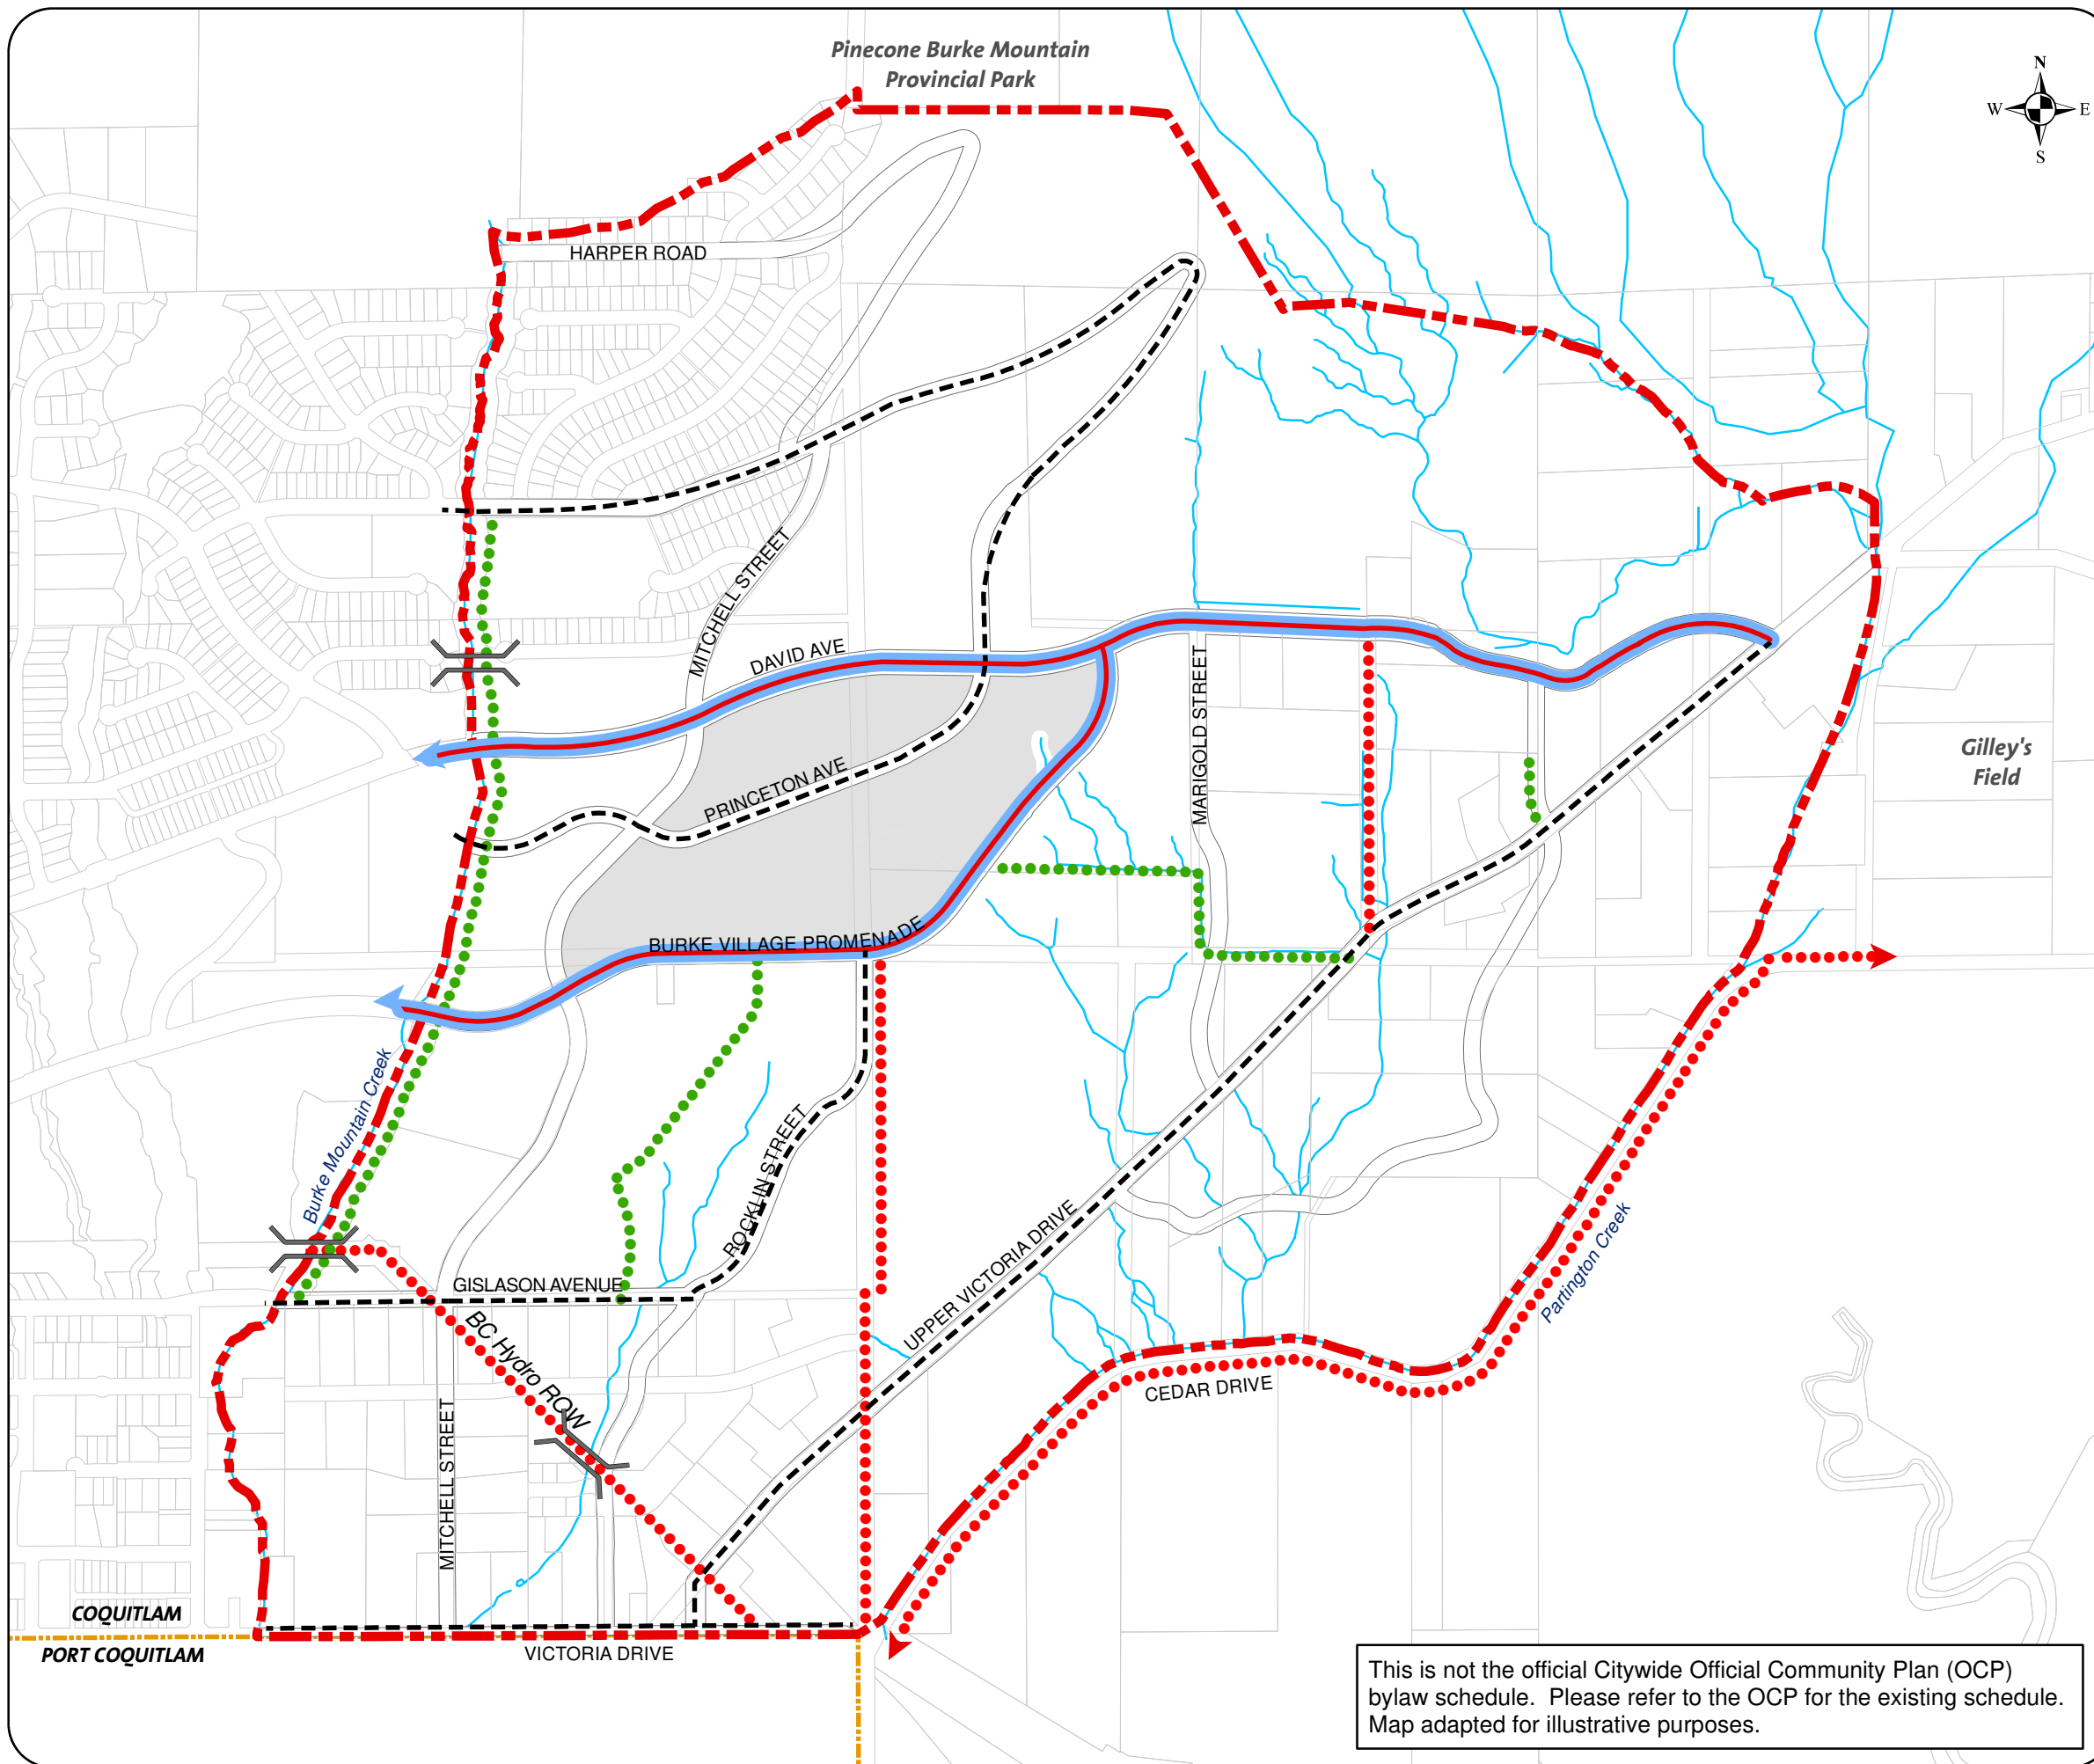 Pinecone Burke Mountain
Provincial Park
N
W
E
S
HARPER ROAD
MITCHELL STREET
DAVID AVE
MARIGOLD STREET
Gilley's
Field
PRINCETON AVE
BURKE VILLAGE PROMENADE
Burke Mountain Creek
ROCKLIN STREET
GISLASON AVENUE
UPPER VICTORIA DRIVE
Partington Creek
BC Hydro ROW
CEDAR DRIVE
MITCHELL STREET
COQUITLAM
PORT COQUITLAM
VICTORIA DRIVE
This is not the official Citywide Official Community Plan (OCP)
bylaw schedule.  Please refer to the OCP for the existing schedule.
Map adapted for illustrative purposes.